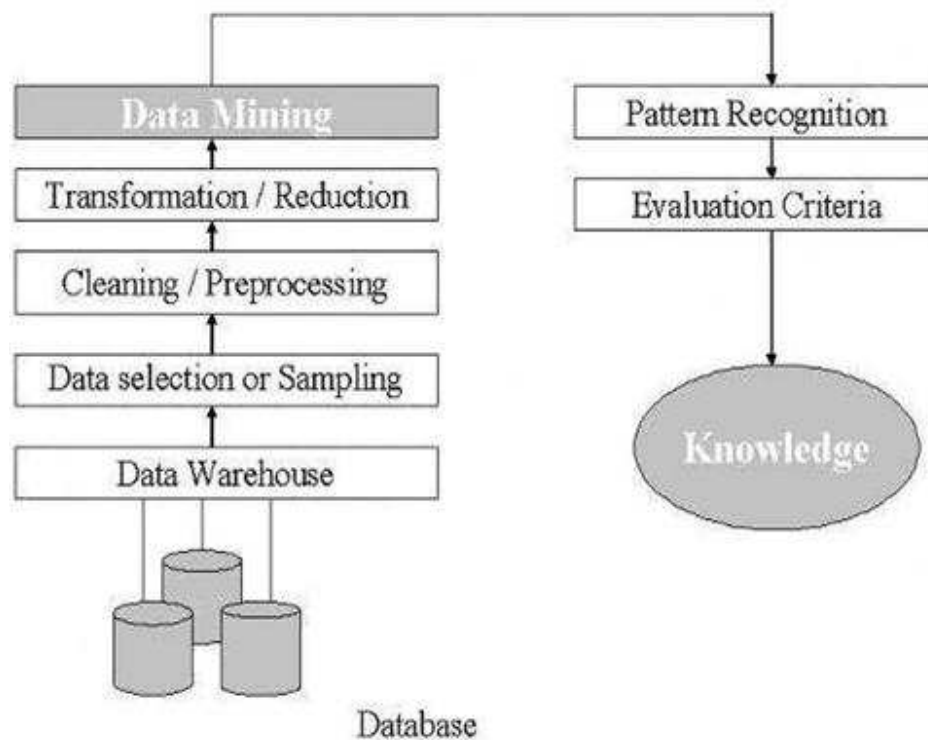 Data Mining
Transformation / Reduction
Cleaning / Preprocessing
Data selection or Sampling
Data Warehouse
Database
Pattern Recognition
Evaluation Criteria
Knowledge